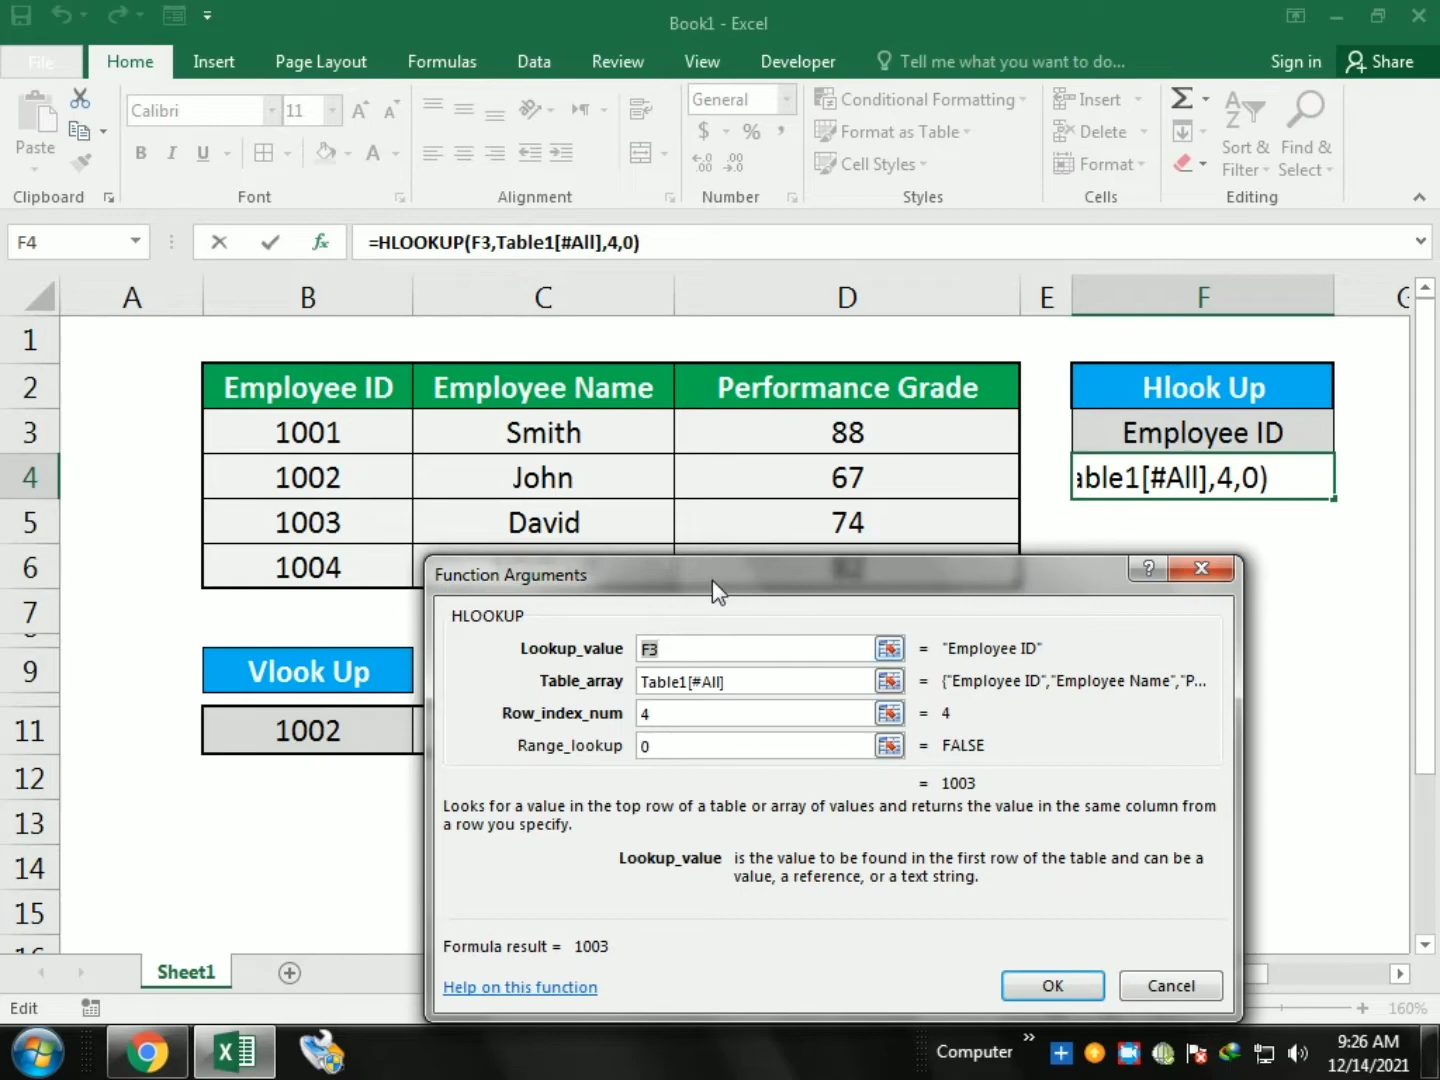 Book1 - Excel
File Home Insert Page Layout Formulas Data Review View Developer Tell me what you want to do... Sign in Share
Paste
Clipboard
Calibri 11 A A
B I U A
Font
Alignment
General
$ % ,
←.0 .00 .00 →.0
Number
Conditional Formatting
Format as Table
Cell Styles
Styles
Insert
Delete
Format
Cells
Σ
Sort & Filter
Find & Select
Editing
F4 fx =HLOOKUP(F3,Table1[#All],4,0)
A B C D E F
1
2 Employee ID Employee Name Performance Grade Hlook Up
3 1001 Smith 88 Employee ID
4 1002 John 67 able1[#All],4,0)
5 1003 David 74
6 1004
7
9 Vlook Up
11 1002
12
13
14
15
Function Arguments ?
HLOOKUP
Lookup_value F3 = "Employee ID"
Table_array Table1[#All] = {"Employee ID","Employee Name","P...
Row_index_num 4 = 4
Range_lookup 0 = FALSE
= 1003
Looks for a value in the top row of a table or array of values and returns the value in the same column from
a row you specify.
Lookup_value is the value to be found in the first row of the table and can be a
value, a reference, or a text string.
Formula result = 1003
Help on this function OK Cancel
Sheet1
Edit 160%
Computer » 9:26 AM
12/14/2021